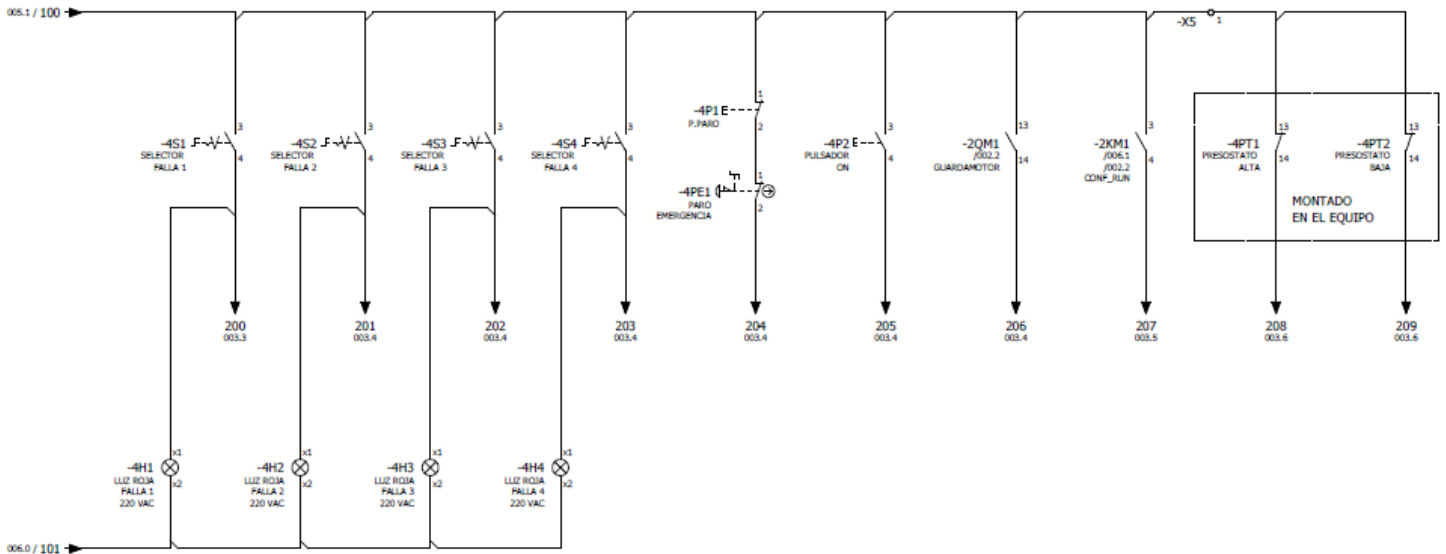 005.1 / 100
-X5 1
1
-4P1
P.PARO
2
3
-4S1
SELECTOR
FALLA 1
4
3
-4S2
SELECTOR
FALLA 2
4
3
-4S3
SELECTOR
FALLA 3
4
3
-4S4
SELECTOR
FALLA 4
4
1
-4PE1
PARO
EMERGENCIA
2
3
-4P2
PULSADOR
ON
4
13
-2QM1
/002.2
GUARDAMOTOR
14
3
-2KM1
/006.1
/002.2
CONF_RUN
4
13
-4PT1
PRESOSTATO
ALTA
14
13
-4PT2
PRESOSTATO
BAJA
14
MONTADO
EN EL EQUIPO
200
003.3
201
003.4
202
003.4
203
003.4
204
003.4
205
003.4
206
003.4
207
003.5
208
003.6
209
003.6
x1
-4H1
LUZ ROJA
FALLA 1
220 VAC
x2
x1
-4H2
LUZ ROJA
FALLA 2
220 VAC
x2
x1
-4H3
LUZ ROJA
FALLA 3
220 VAC
x2
x1
-4H4
LUZ ROJA
FALLA 4
220 VAC
x2
006.0 / 101